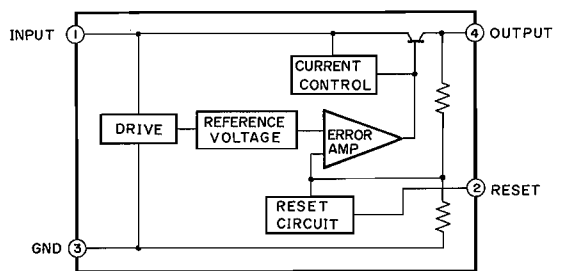 INPUT 1
4 OUTPUT
CURRENT
CONTROL
DRIVE
REFERENCE
VOLTAGE
ERROR
AMP
2 RESET
RESET
CIRCUIT
GND 3